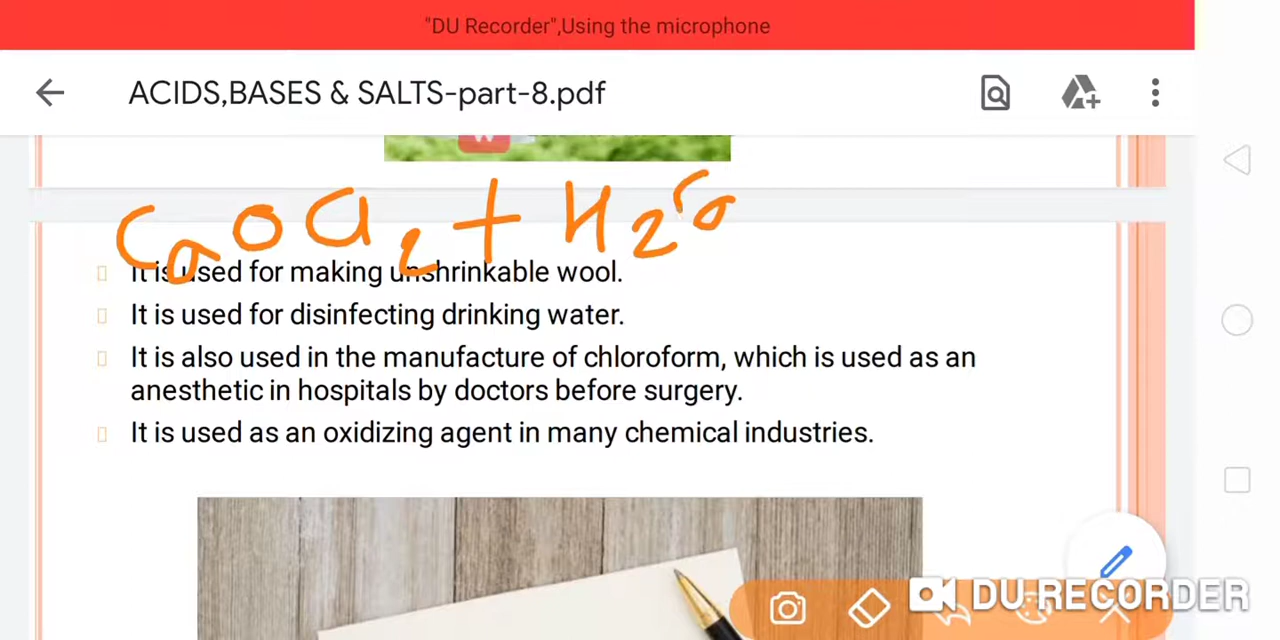 "DU Recorder",Using the microphone
ACIDS,BASES & SALTS-part-8.pdf
W
CaOCl2 + H2O
It is used for making unshrinkable wool.
It is used for disinfecting drinking water.
It is also used in the manufacture of chloroform, which is used as an
anesthetic in hospitals by doctors before surgery.
It is used as an oxidizing agent in many chemical industries.
DU RECORDER